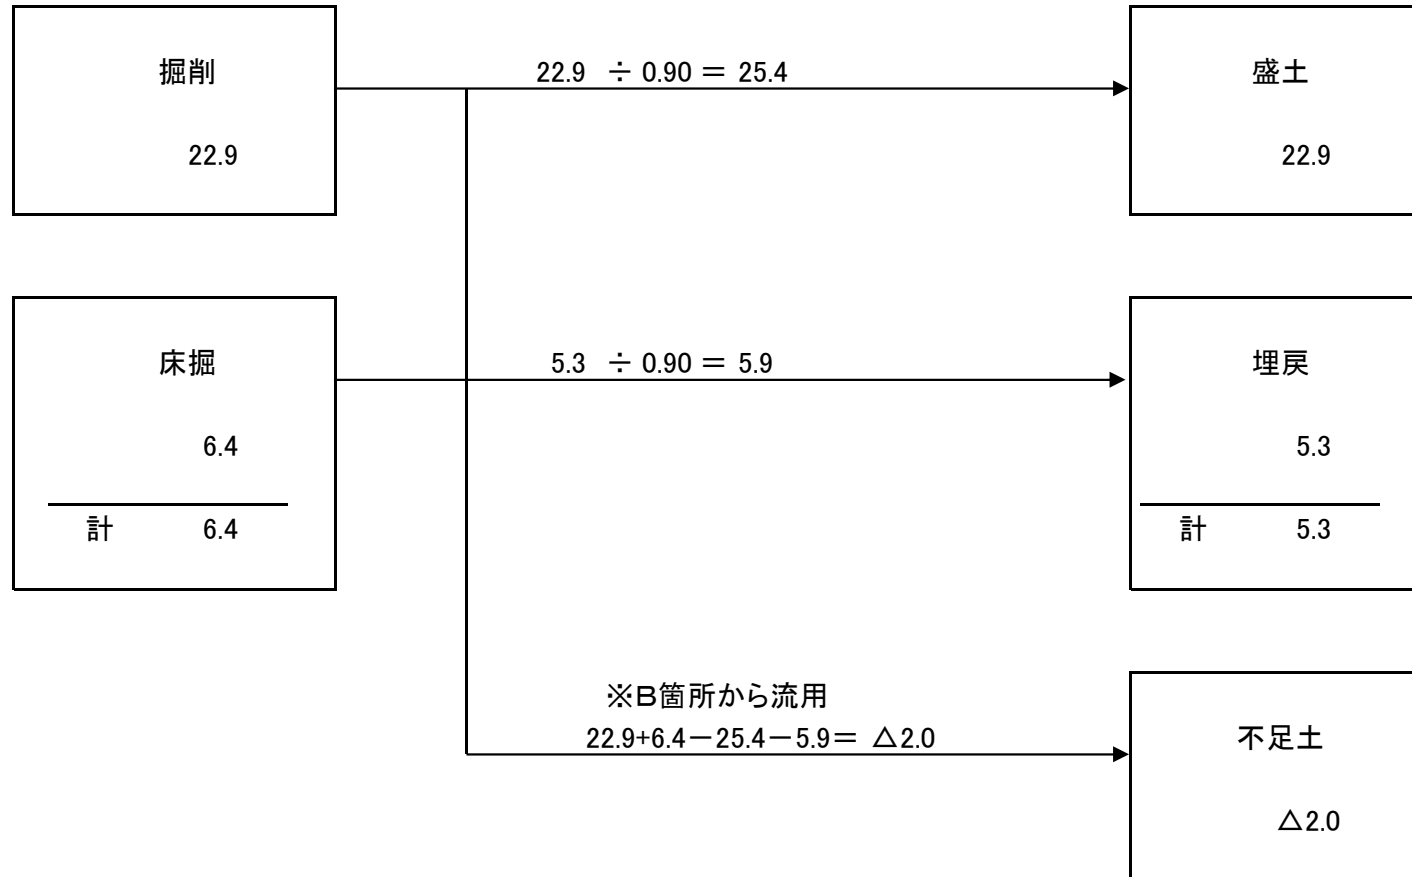 掘削
22.9 ÷ 0.90 = 25.4
盛土
22.9
22.9
床掘
5.3 ÷ 0.90 = 5.9
埋戻
6.4
5.3
計 6.4
計 5.3
※B箇所から流用
22.9+6.4－25.4－5.9＝ △2.0
不足土
△2.0